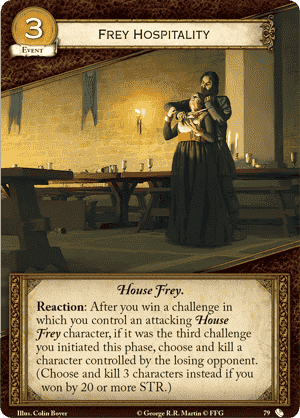 3
Event
Frey Hospitality
House Frey.
Reaction: After you win a challenge in
which you control an attacking House
Frey character, if it was the third challenge
you initiated this phase, choose and kill a
character controlled by the losing opponent.
(Choose and kill 3 characters instead if you
won by 20 or more STR.)
Illus. Colin Boyer
© George R.R. Martin © FFG
79